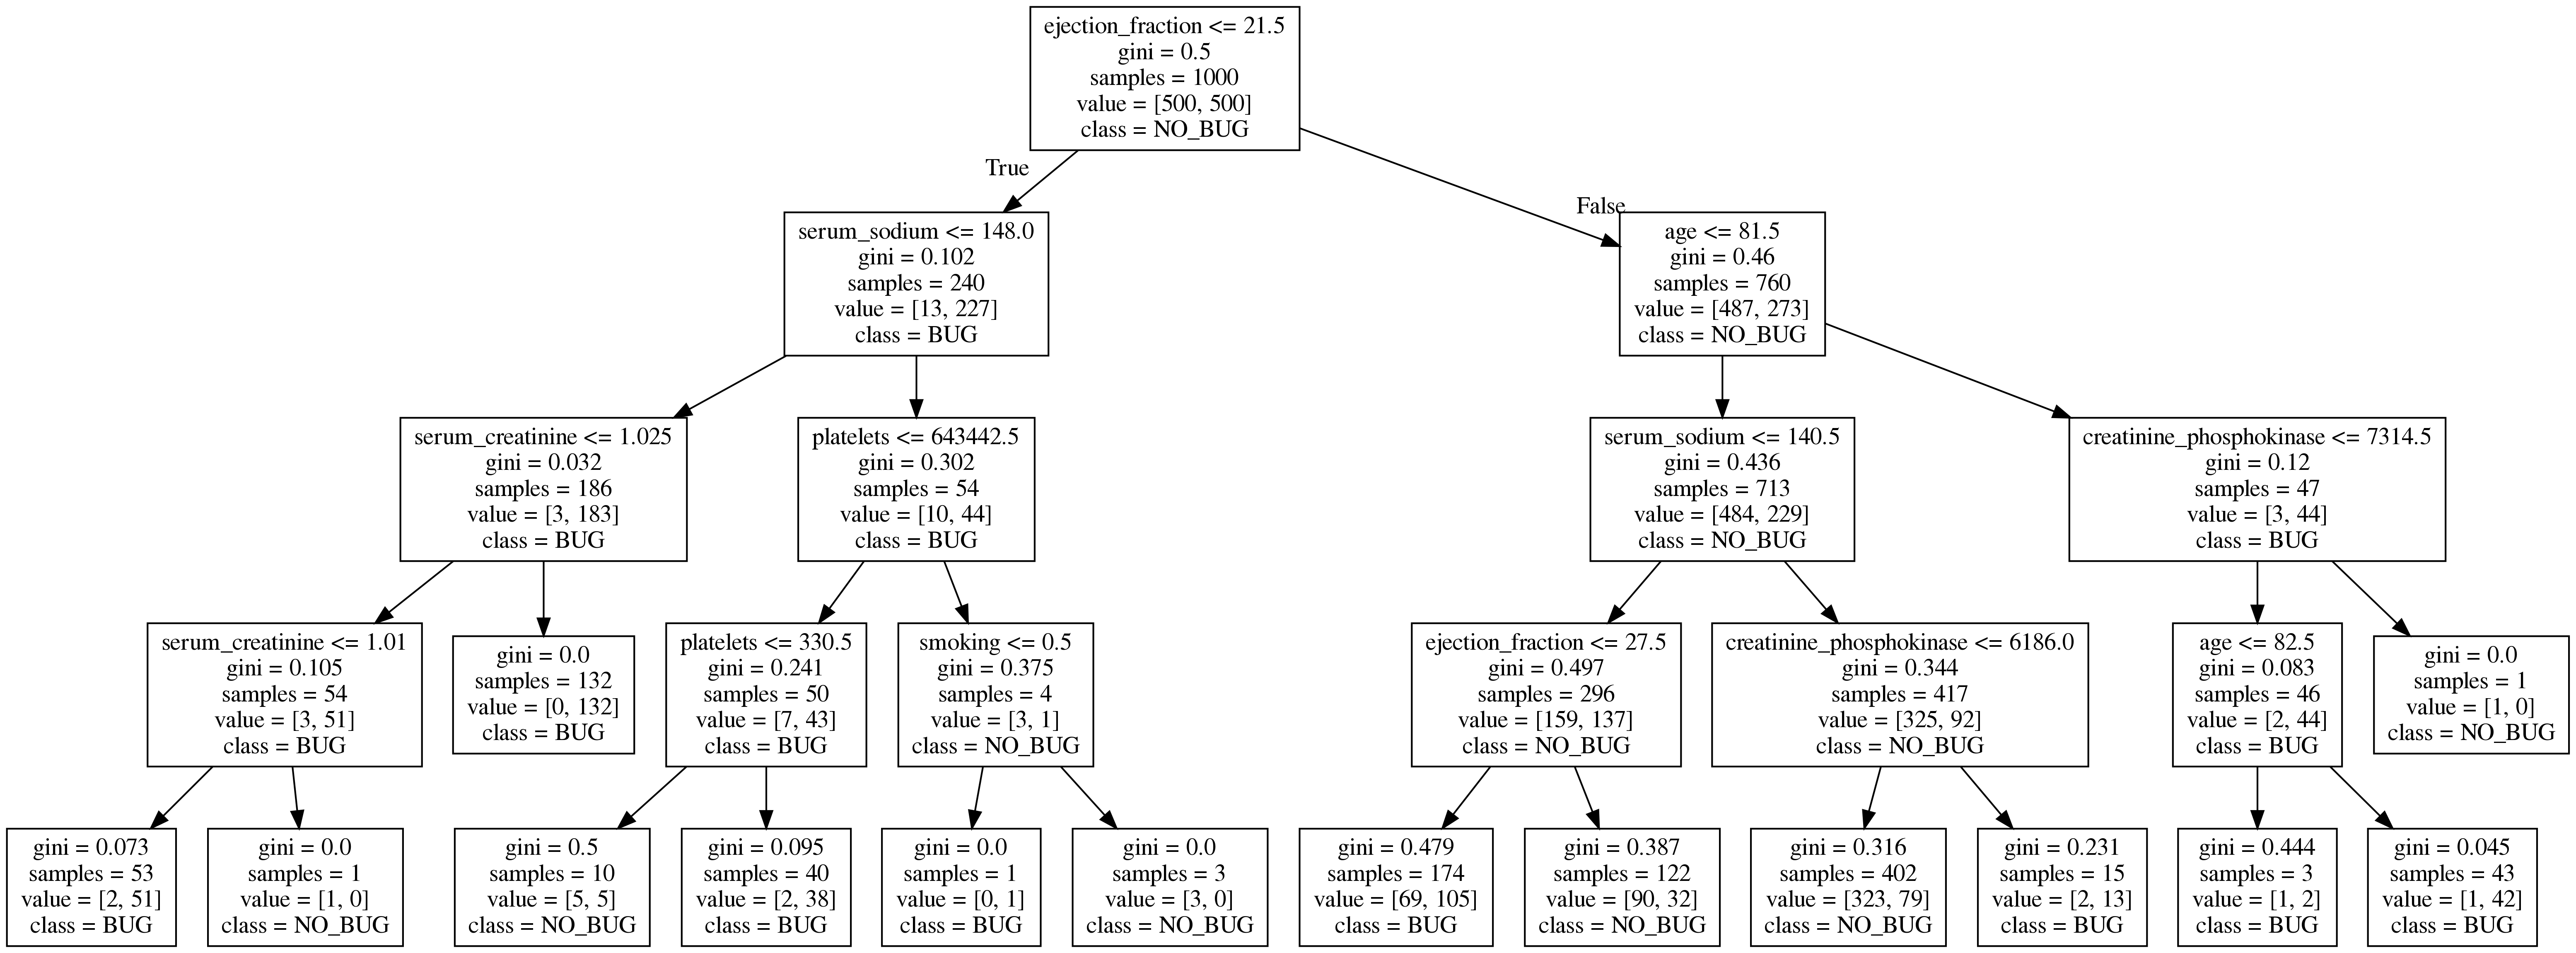 ejection_fraction <= 21.5
gini = 0.5
samples = 1000
value = [500, 500]
class = NO_BUG
True
False
serum_sodium <= 148.0
gini = 0.102
samples = 240
value = [13, 227]
class = BUG
age <= 81.5
gini = 0.46
samples = 760
value = [487, 273]
class = NO_BUG
serum_creatinine <= 1.025
gini = 0.032
samples = 186
value = [3, 183]
class = BUG
platelets <= 643442.5
gini = 0.302
samples = 54
value = [10, 44]
class = BUG
serum_sodium <= 140.5
gini = 0.436
samples = 713
value = [484, 229]
class = NO_BUG
creatinine_phosphokinase <= 7314.5
gini = 0.12
samples = 47
value = [3, 44]
class = BUG
serum_creatinine <= 1.01
gini = 0.105
samples = 54
value = [3, 51]
class = BUG
gini = 0.0
samples = 132
value = [0, 132]
class = BUG
platelets <= 330.5
gini = 0.241
samples = 50
value = [7, 43]
class = BUG
smoking <= 0.5
gini = 0.375
samples = 4
value = [3, 1]
class = NO_BUG
ejection_fraction <= 27.5
gini = 0.497
samples = 296
value = [159, 137]
class = NO_BUG
creatinine_phosphokinase <= 6186.0
gini = 0.344
samples = 417
value = [325, 92]
class = NO_BUG
age <= 82.5
gini = 0.083
samples = 46
value = [2, 44]
class = BUG
gini = 0.0
samples = 1
value = [1, 0]
class = NO_BUG
gini = 0.073
samples = 53
value = [2, 51]
class = BUG
gini = 0.0
samples = 1
value = [1, 0]
class = NO_BUG
gini = 0.5
samples = 10
value = [5, 5]
class = NO_BUG
gini = 0.095
samples = 40
value = [2, 38]
class = BUG
gini = 0.0
samples = 1
value = [0, 1]
class = BUG
gini = 0.0
samples = 3
value = [3, 0]
class = NO_BUG
gini = 0.479
samples = 174
value = [69, 105]
class = BUG
gini = 0.387
samples = 122
value = [90, 32]
class = NO_BUG
gini = 0.316
samples = 402
value = [323, 79]
class = NO_BUG
gini = 0.231
samples = 15
value = [2, 13]
class = BUG
gini = 0.444
samples = 3
value = [1, 2]
class = BUG
gini = 0.045
samples = 43
value = [1, 42]
class = BUG